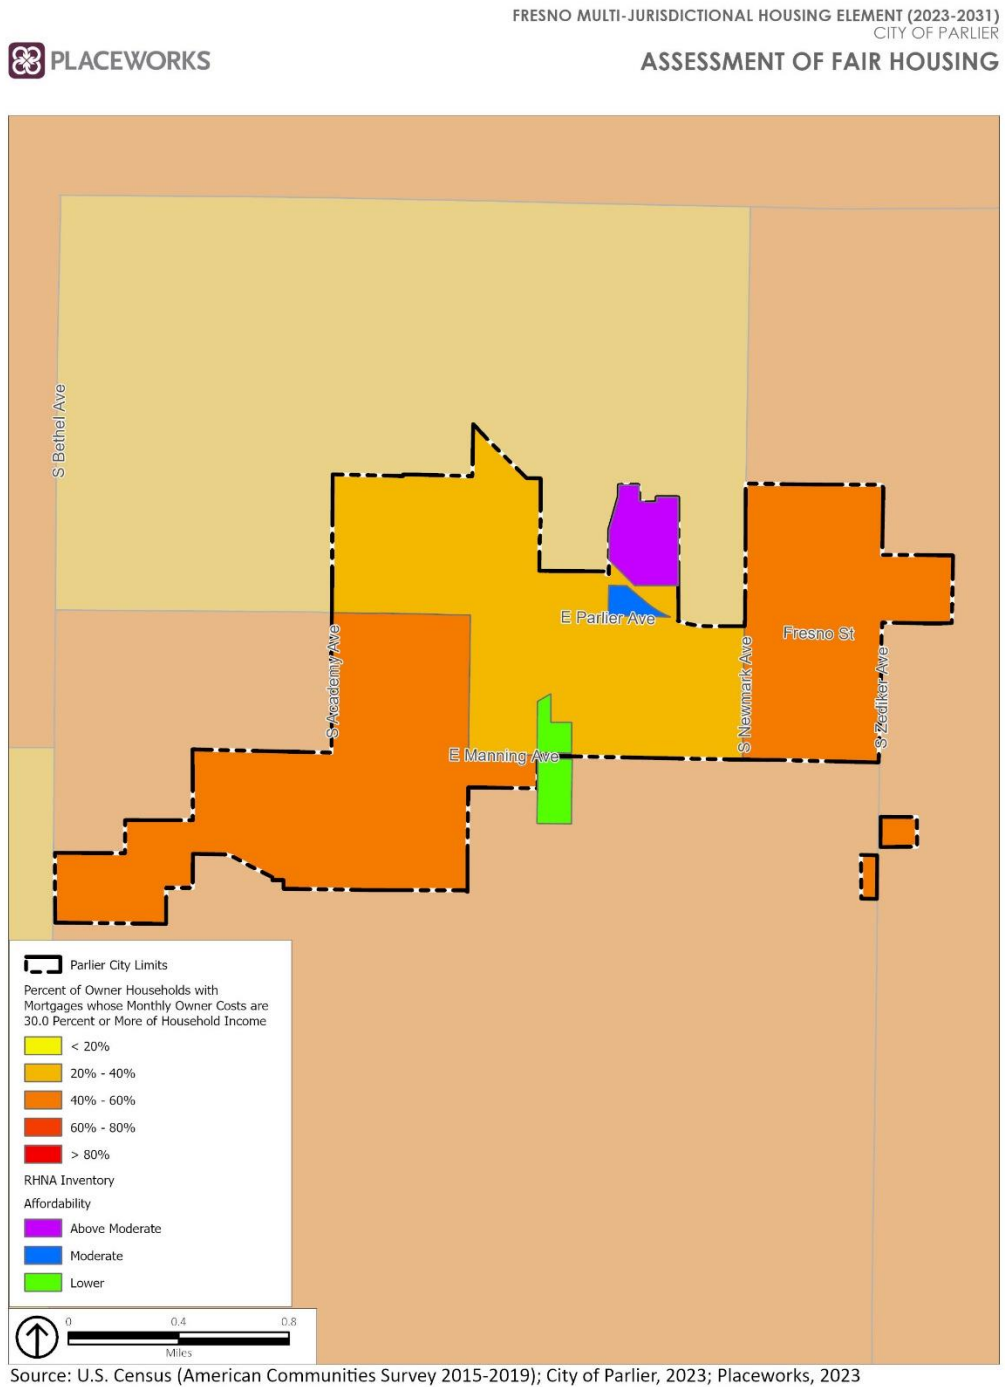 FRESNO MULTI-JURISDICTIONAL HOUSING ELEMENT (2023-2031)
CITY OF PARLIER
PLACEWORKS
ASSESSMENT OF FAIR HOUSING
S Bethel Ave
E Parlier Ave
Fresno St
S Academy Ave
S Newmark Ave
S Zediker Ave
E Manning Ave
Parlier City Limits
Percent of Owner Households with
Mortgages whose Monthly Owner Costs are
30.0 Percent or More of Household Income
< 20%
20% - 40%
40% - 60%
60% - 80%
> 80%
RHNA Inventory
Affordability
Above Moderate
Moderate
Lower
0 0.4 0.8
Miles
Source: U.S. Census (American Communities Survey 2015-2019); City of Parlier, 2023; Placeworks, 2023